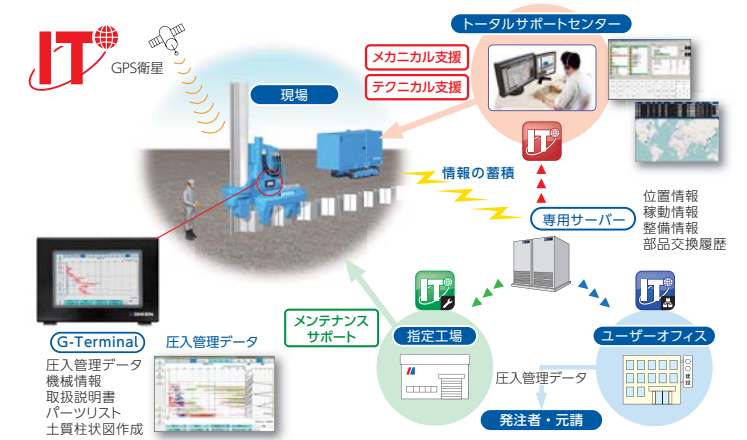 IT
GPS衛星
現場
トータルサポートセンター
メカニカル支援
テクニカル支援
IT
情報の蓄積
専用サーバー
位置情報
稼動情報
整備情報
部品交換履歴
G-Terminal
圧入管理データ
機械情報
取扱説明書
パーツリスト
土質柱状図作成
圧入管理データ
メンテナンス
サポート
IT
指定工場
IT
ユーザーオフィス
〇〇建設
圧入管理データ
発注者・元請
GIKEN